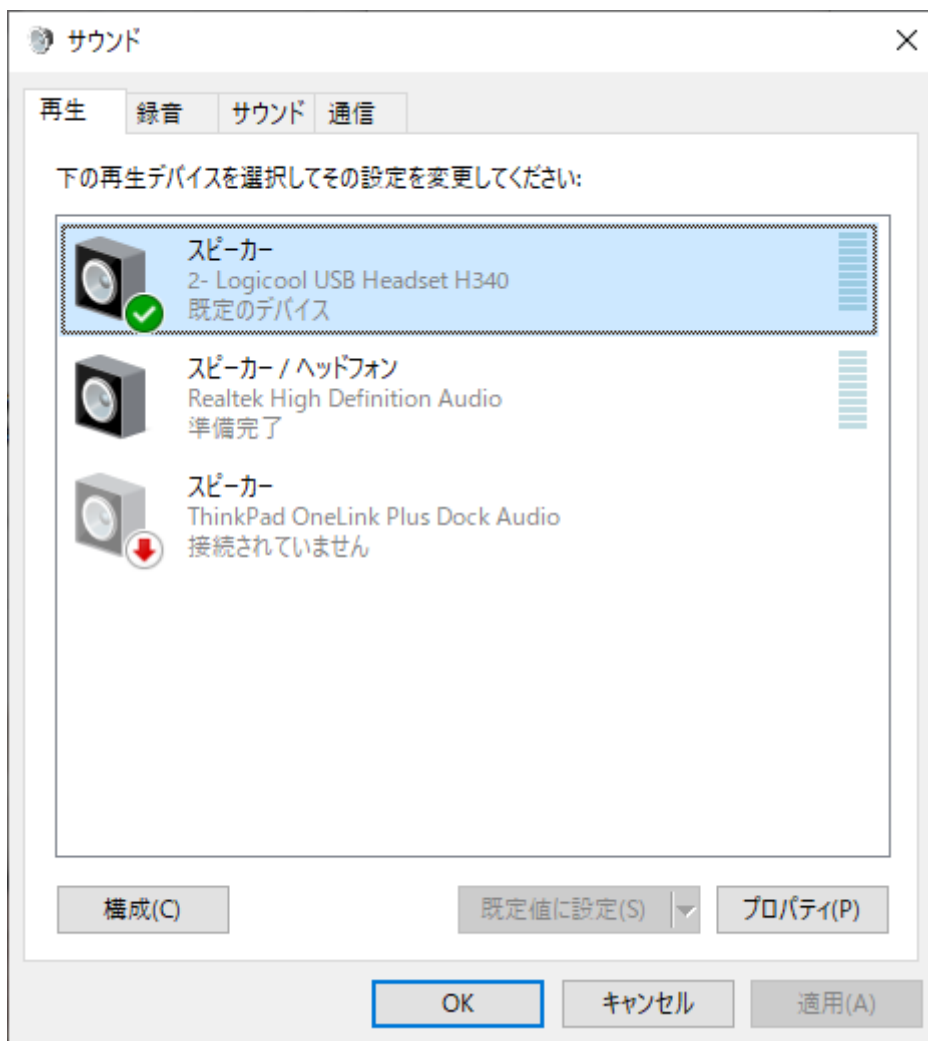 サウンド
再生
録音
サウンド
通信
下の再生デバイスを選択してその設定を変更してください:
スピーカー
2- Logicool USB Headset H340
既定のデバイス
スピーカー / ヘッドフォン
Realtek High Definition Audio
準備完了
スピーカー
ThinkPad OneLink Plus Dock Audio
接続されていません
構成(C)
既定値に設定(S)
プロパティ(P)
OK
キャンセル
適用(A)